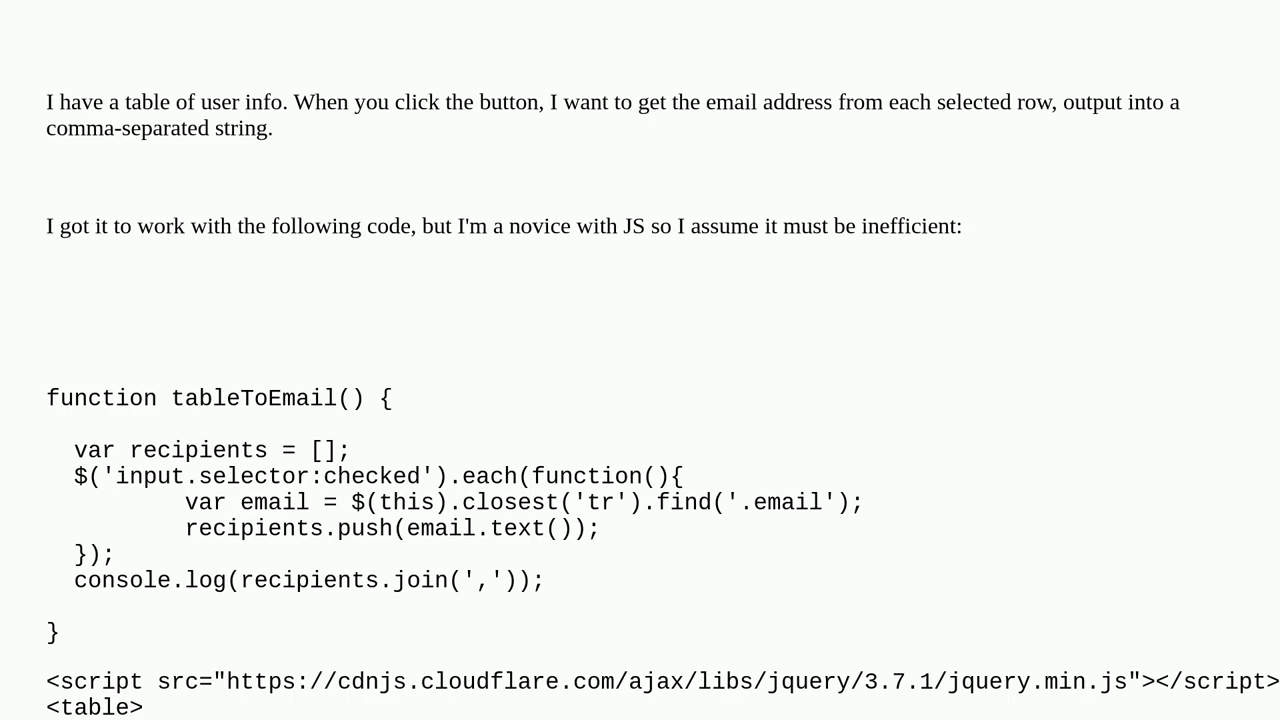 I have a table of user info. When you click the button, I want to get the email address from each selected row, output into a
comma-separated string.
I got it to work with the following code, but I'm a novice with JS so I assume it must be inefficient:
function tableToEmail() {
  var recipients = [];
  $('input.selector:checked').each(function(){
          var email = $(this).closest('tr').find('.email');
          recipients.push(email.text());
  });
  console.log(recipients.join(','));
}
<script src="https://cdnjs.cloudflare.com/ajax/libs/jquery/3.7.1/jquery.min.js"></script>
<table>